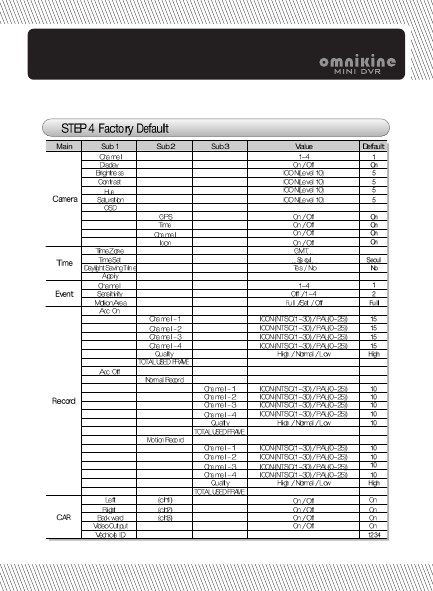 omnikine
MINI DVR
STEP 4 Factory Default
Main Sub 1 Sub 2 Sub 3 Value Default
Camera
Channel 1~4 1
Display On / Off On
Brightness ICON(Level 10) 5
Contrast ICON(Level 10) 5
Hue ICON(Level 10) 5
Saturation ICON(Level 10) 5
OSD
GPS On / Off On
Time On / Off On
Channel On / Off On
Icon On / Off On
Time
Time Zone GMT...
Time Set Seoul Seoul
Daylight Saving Time Yes / No No
Apply
Event
Channel 1~4 1
Sensitivity Off / 1~4 2
Motion Area Full /Set / Off Full
Record
Acc On
Channel - 1 ICON(NTSC(1~30) / PAL(0~25)) 15
Channel - 2 ICON(NTSC(1~30) / PAL(0~25)) 15
Channel - 3 ICON(NTSC(1~30) / PAL(0~25)) 15
Channel - 4 ICON(NTSC(1~30) / PAL(0~25)) 15
Quality High / Normal / Low High
TOTAL USED FRAME
Acc Off
Normal Record
Channel - 1 ICON(NTSC(1~30) / PAL(0~25)) 10
Channel - 2 ICON(NTSC(1~30) / PAL(0~25)) 10
Channel - 3 ICON(NTSC(1~30) / PAL(0~25)) 10
Channel - 4 ICON(NTSC(1~30) / PAL(0~25)) 10
Quality High / Normal / Low 10
TOTAL USED FRAME
Motion Record
Channel - 1 ICON(NTSC(1~30) / PAL(0~25)) 10
Channel - 2 ICON(NTSC(1~30) / PAL(0~25)) 10
Channel - 3 ICON(NTSC(1~30) / PAL(0~25)) 10
Channel - 4 ICON(NTSC(1~30) / PAL(0~25)) 10
Quality High / Normal / Low High
TOTAL USED FRAME
CAR
Left (ch1) On / Off On
Right (ch2) On / Off On
Backward (ch3) On / Off On
Video Output On / Off On
Vechicle ID 1234